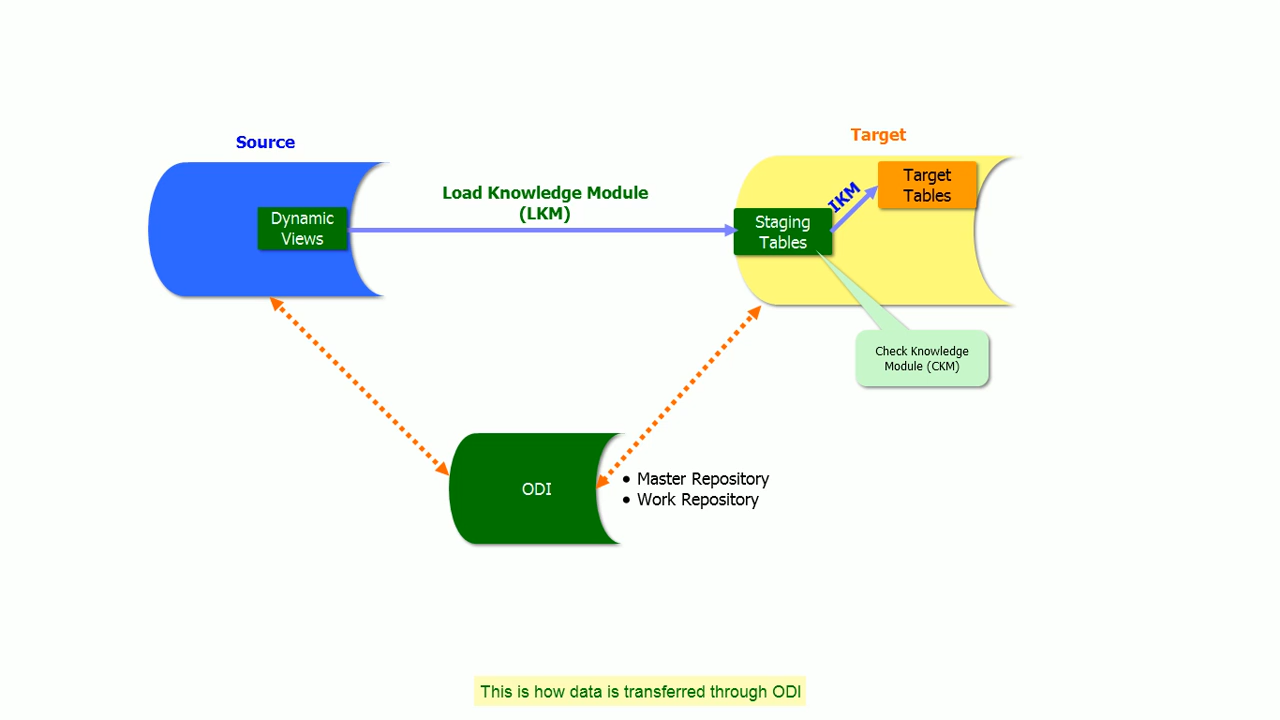 Source
Target
Load Knowledge Module
(LKM)
Dynamic
Views
Staging
Tables
IKM
Target
Tables
Check Knowledge
Module (CKM)
ODI
• Master Repository
• Work Repository
This is how data is transferred through ODI